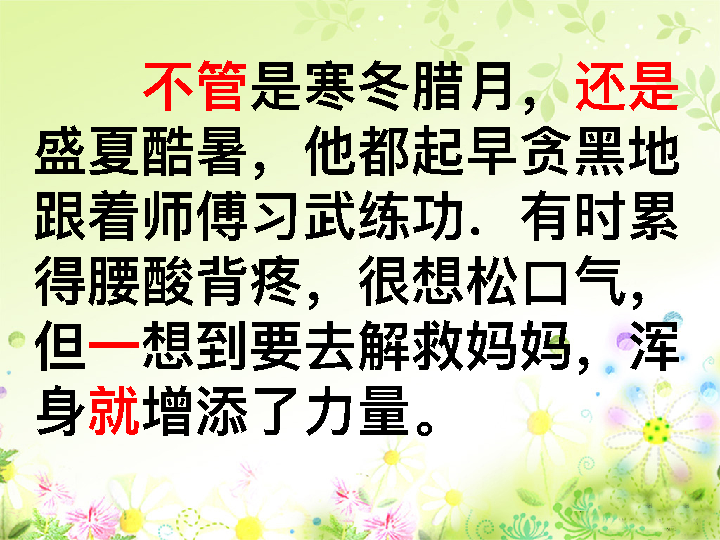 不管是寒冬腊月，还是
盛夏酷暑，他都起早贪黑地
跟着师傅习武练功．有时累
得腰酸背疼，很想松口气，
但一想到要去解救妈妈，浑
身就增添了力量。